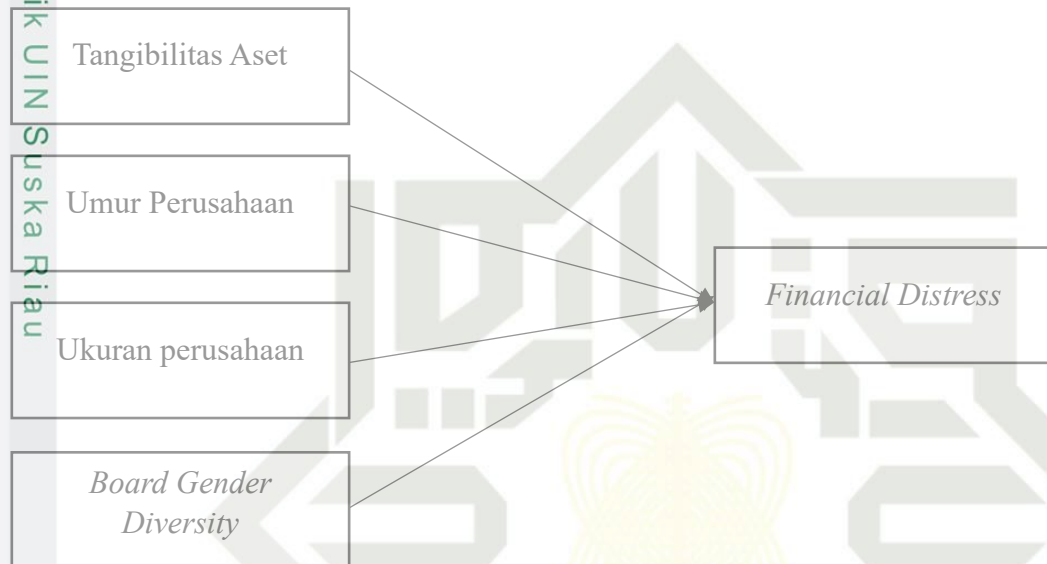 ik UIN Suska Riau
Tangibilitas Aset
Umur Perusahaan
Ukuran perusahaan
Board Gender
Diversity
Financial Distress